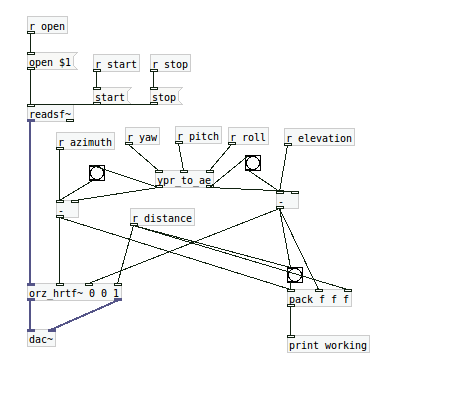 r open
open $1
r start
r stop
start
stop
readsf~
r azimuth
r yaw
r pitch
r roll
r elevation
ypr_to_ae
-
-
r distance
orz_hrtf~ 0 0 1
pack f f f
dac~
print working